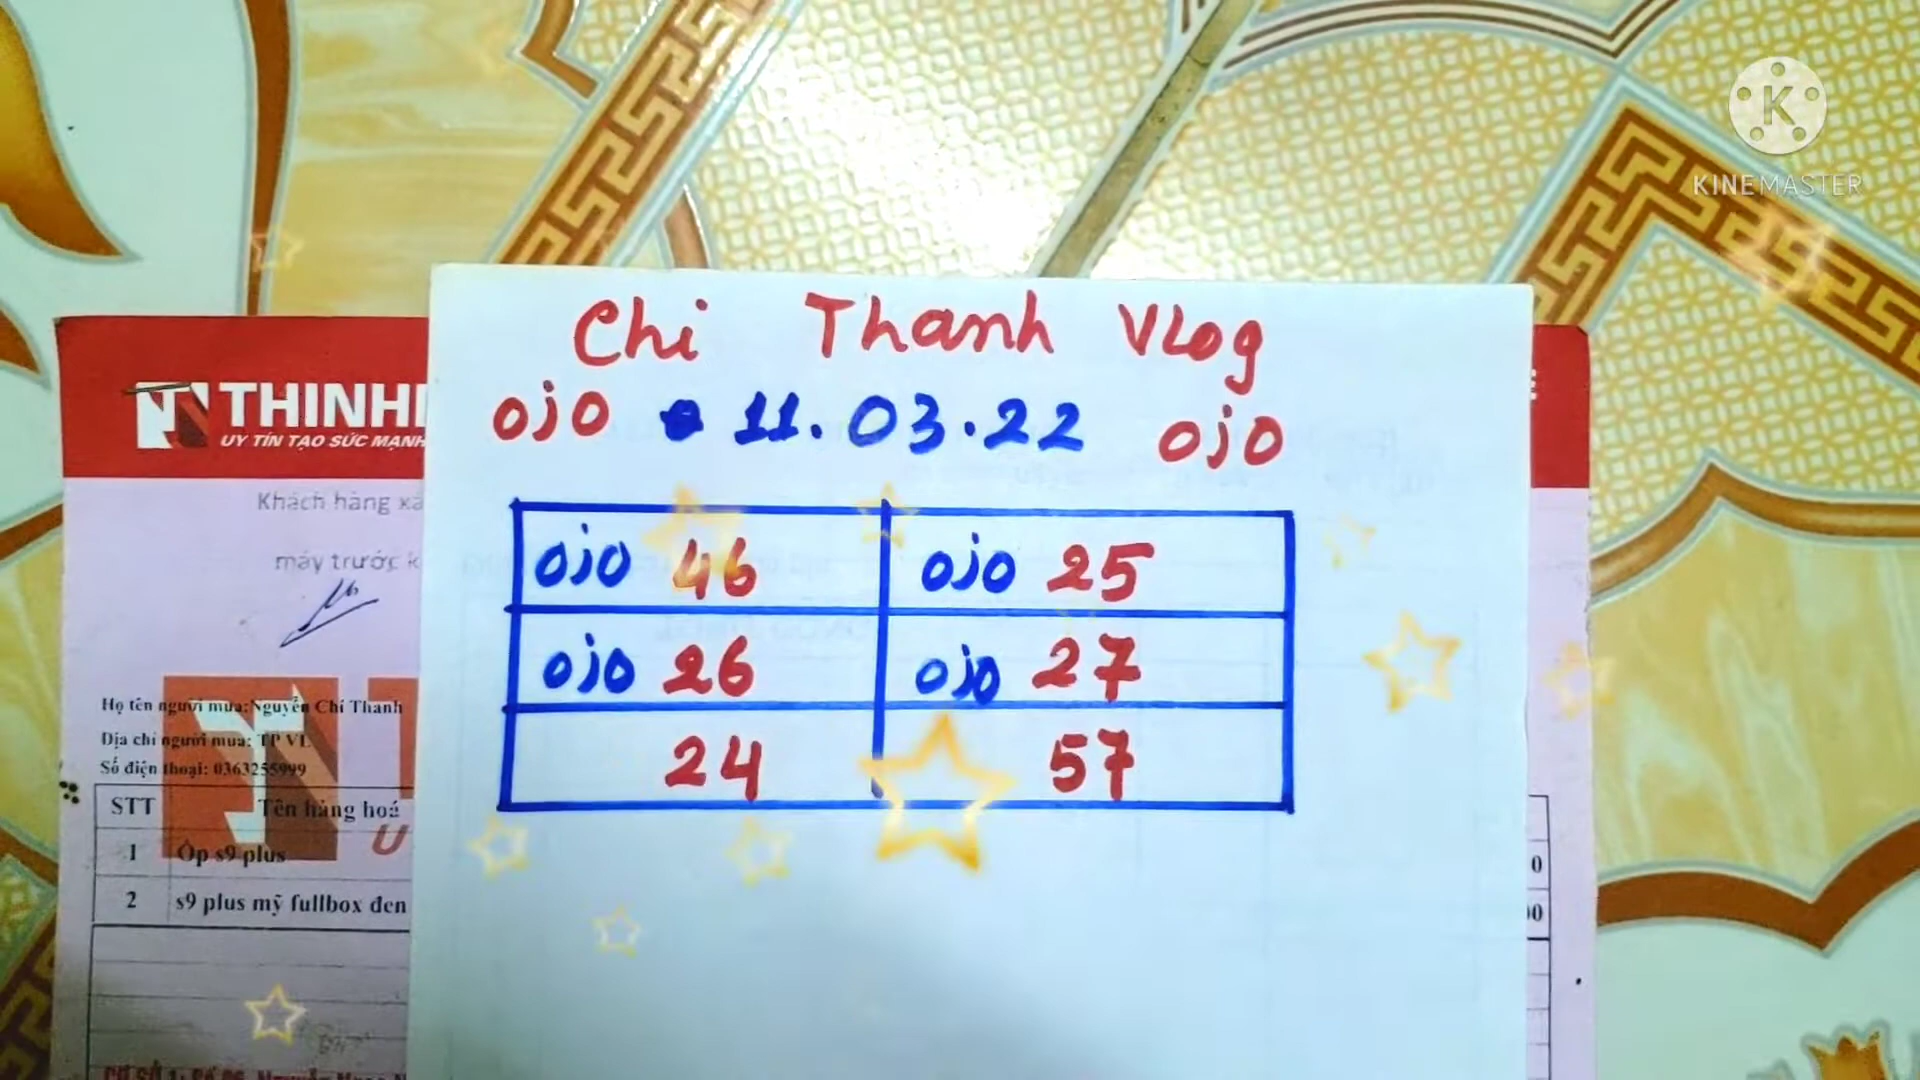 KINEMASTER
Chi Thanh Vlog
ojo 11.03.22 ojo
ojo 46 ojo 25
ojo 26 ojo 27
24 57
THINH
UY TÍN TẠO SỨC MẠNH
Khách hàng xá
máy trước k
Họ tên người mua:Nguyễn Chí Thanh
Địa chỉ người mua: TP VL
Số điện thoại: 0363255999
STT Tên hàng hoá
1 Ốp s9 plus
2 s9 plus mỹ fullbox đen